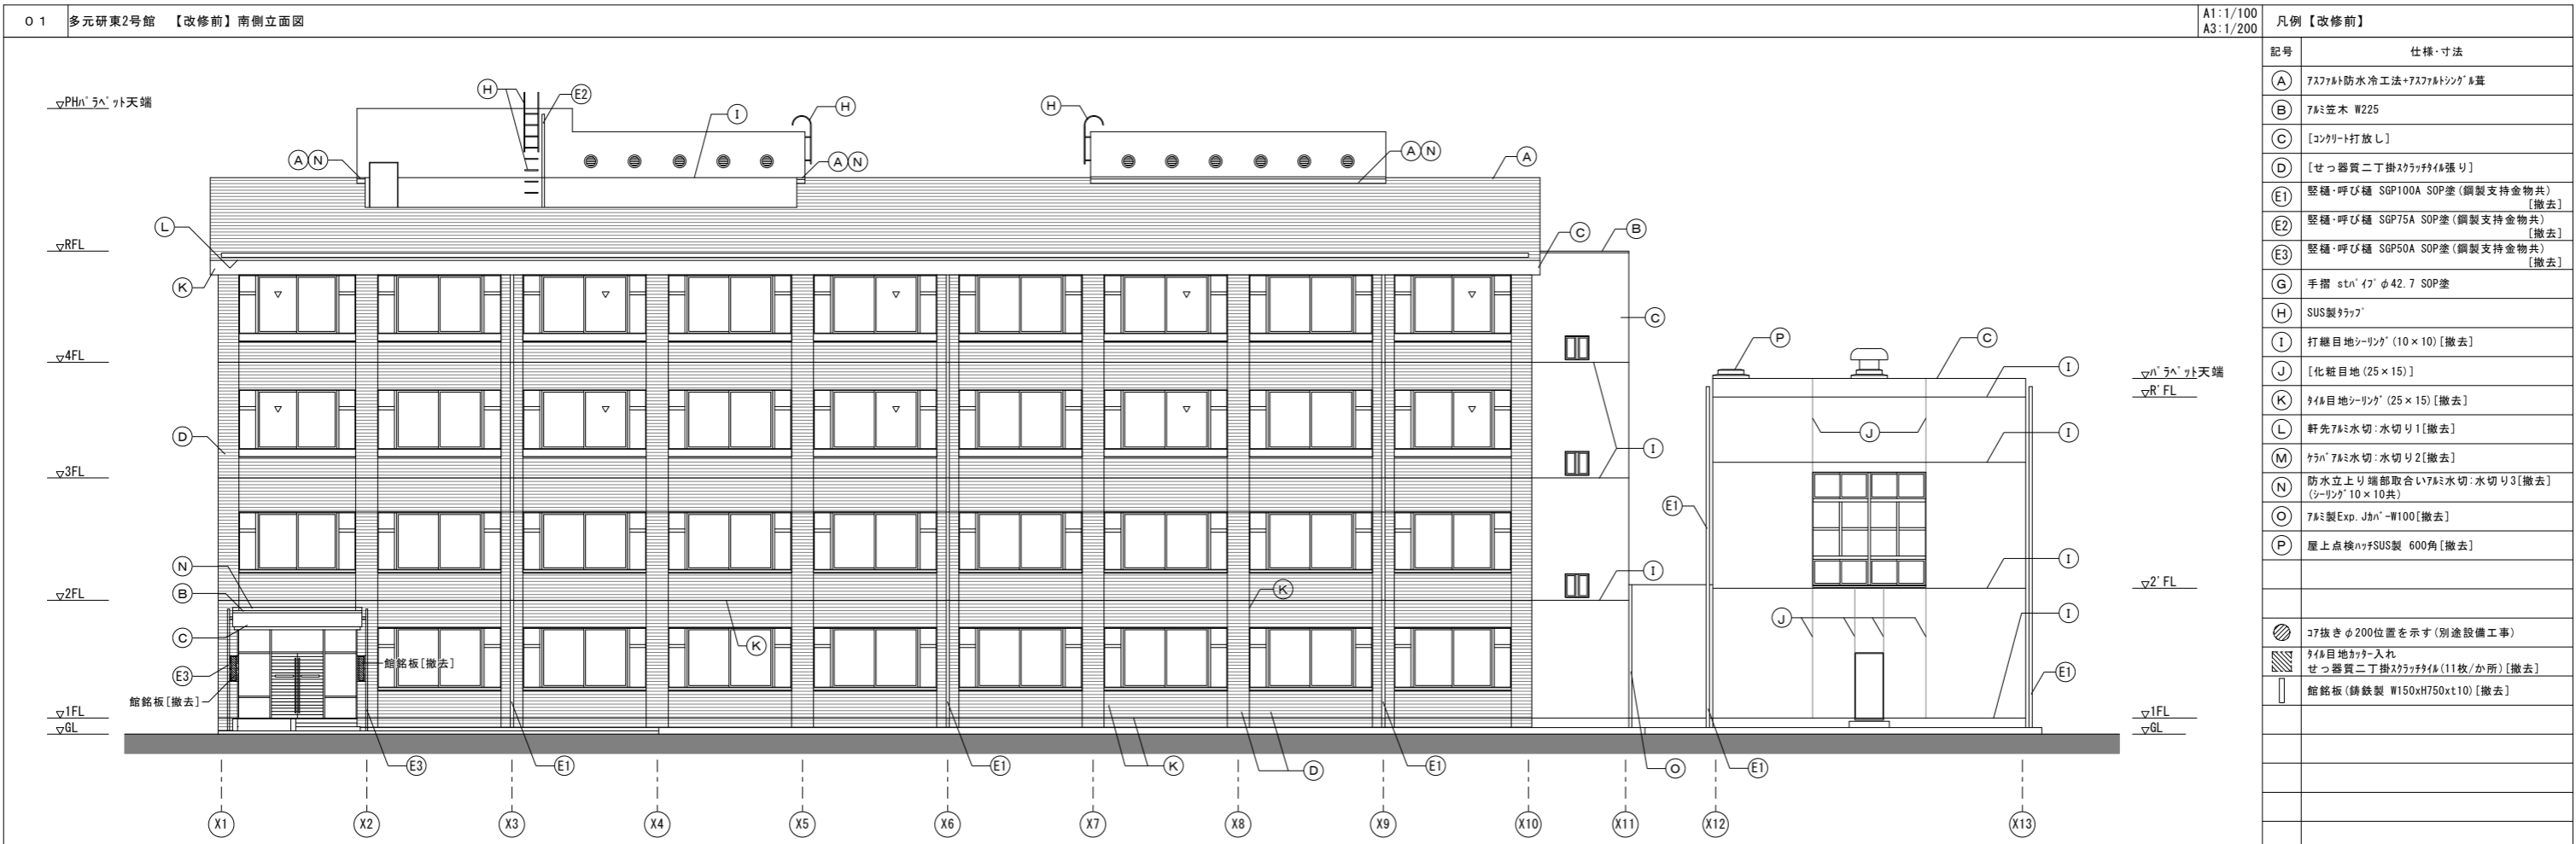 01 多元研東2号館 【改修前】南側立面図
A1:1/100
A3:1/200
凡例【改修前】
記号 仕様・寸法
A ｱｽﾌｧﾙﾄ防水冷工法+ｱｽﾌｧﾙﾄｼﾝｸﾞﾙ葺
B ｱﾙﾐ笠木 W225
C [ｺﾝｸﾘｰﾄ打放し]
D [せっ器質二丁掛ｽｸﾗｯﾁﾀｲﾙ張り]
E1 竪樋・呼び樋 SGP100A SOP塗(鋼製支持金物共)
[撤去]
E2 竪樋・呼び樋 SGP75A SOP塗(鋼製支持金物共)
[撤去]
E3 竪樋・呼び樋 SGP50A SOP塗(鋼製支持金物共)
[撤去]
G 手摺 stﾊﾟｲﾌﾟφ42.7 SOP塗
H SUS製ﾀﾗｯﾌﾟ
I 打継目地ｼｰﾘﾝｸﾞ(10×10)[撤去]
J [化粧目地(25×15)]
K ﾀｲﾙ目地ｼｰﾘﾝｸﾞ(25×15)[撤去]
L 軒先ｱﾙﾐ水切:水切り1[撤去]
M ｹﾗﾊﾞｱﾙﾐ水切:水切り2[撤去]
N 防水立上り端部取合いｱﾙﾐ水切:水切り3[撤去]
(ｼｰﾘﾝｸﾞ10×10共)
O ｱﾙﾐ製Exp.Jｶﾊﾞｰ-W100[撤去]
P 屋上点検ﾊｯﾁSUS製 600角[撤去]
ｺｱ抜きφ200位置を示す(別途設備工事)
ﾀｲﾙ目地ｶｯﾀｰ入れ
せっ器質二丁掛ｽｸﾗｯﾁﾀｲﾙ(11枚/か所)[撤去]
館銘板(鋳鉄製 W150xH750xt10)[撤去]
▽PHﾊﾟﾗﾍﾟｯﾄ天端
H
E2
I
H
H
A N
A N
A N
A
L
▽RFL
C
B
K
C
▽4FL
P
C
▽ﾊﾟﾗﾍﾟｯﾄ天端
I
▽R'FL
D
J
I
I
▽3FL
E1
N
I
I
▽2'FL
B
▽2FL
K
C
K
J
I
E3
館銘板[撤去]
E1
館銘板[撤去]
▽1FL
▽1FL
▽GL
▽GL
E3
E1
E1
K
D
E1
O
E1
X1 X2 X3 X4 X5 X6 X7 X8 X9 X10 X11 X12 X13